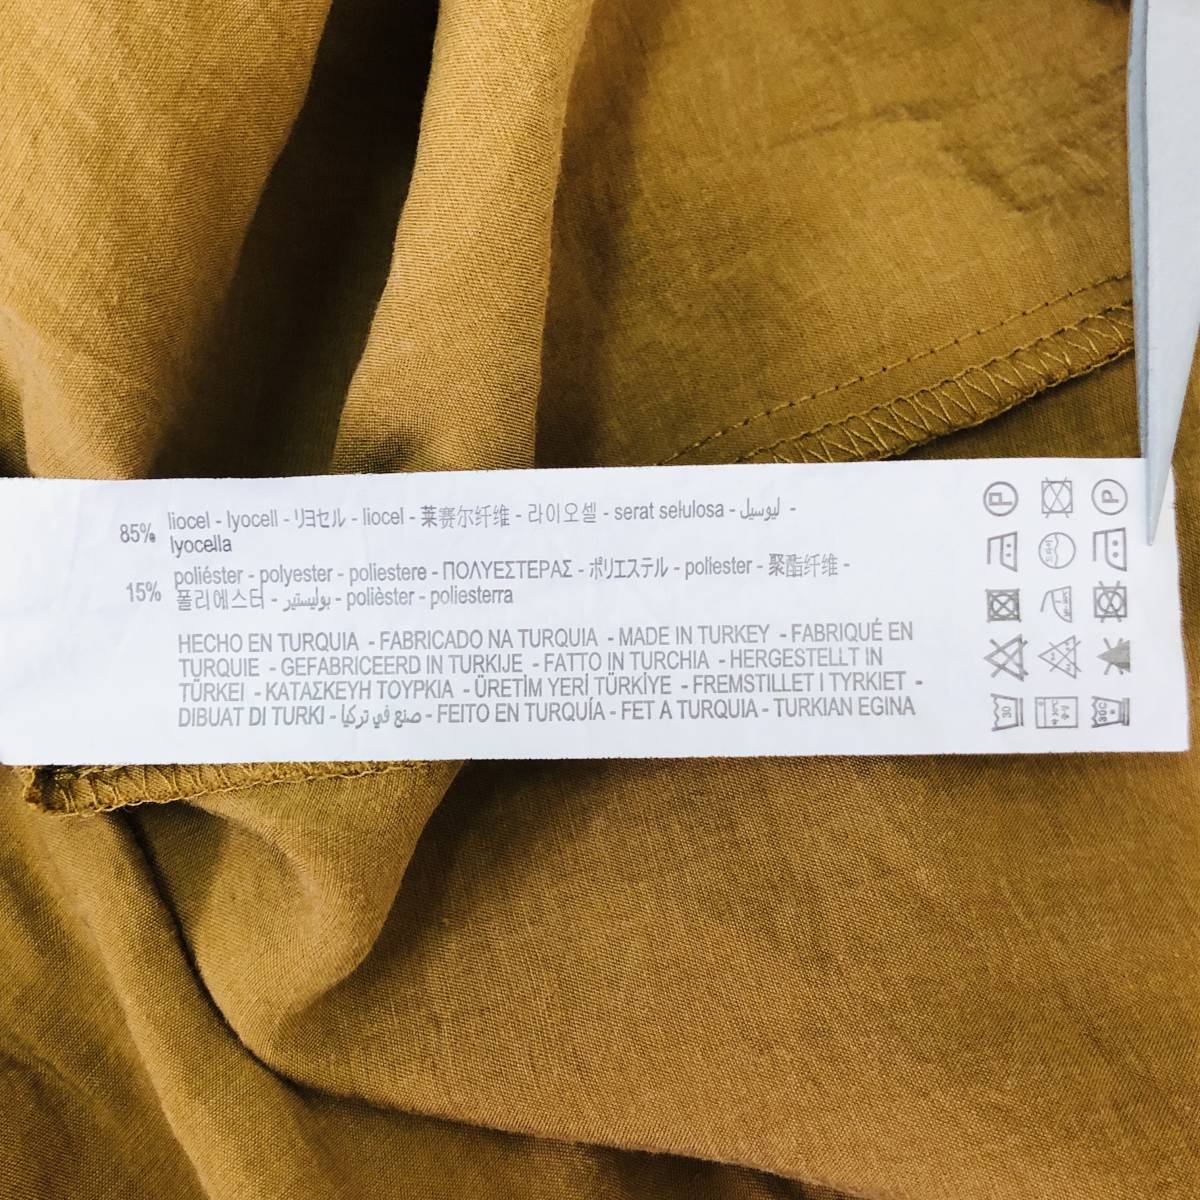 85% liocel - lyocell - リヨセル - liocel - 莱赛尔纤维 - 라이오셀 - serat selulosa - ليوسيل -
lyocella
15% poliéster - polyester - poliestere - ΠΟΛΥΕΣΤΕΡΑΣ - ポリエステル - poliester - 聚酯纤维 -
폴리에스터 - بوليستير - polièster - poliesterra
HECHO EN TURQUIA - FABRICADO NA TURQUIA - MADE IN TURKEY - FABRIQUÉ EN
TURQUIE - GEFABRICEERD IN TURKIJE - FATTO IN TURCHIA - HERGESTELLT IN
TÜRKEI - ΚΑΤΑΣΚΕΥΗ ΤΟΥΡΚΙΑ - ÜRETİM YERİ TÜRKİYE - FREMSTILLET I TYRKIET -
DIBUAT DI TURKI - صنع في تركيا - FEITO EN TURQUÍA - FET A TURQUIA - TURKIAN EGINA
P P
30 30C